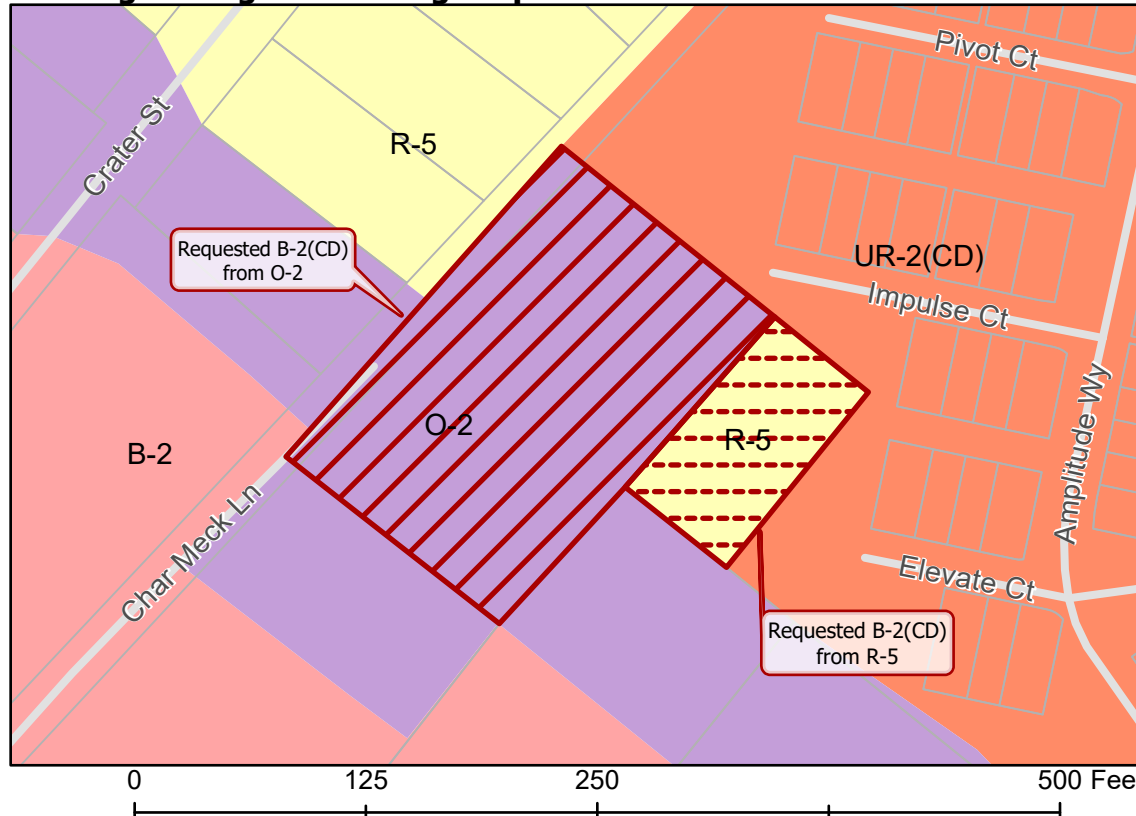 Pivot Ct
R-5
Crater St
Requested B-2(CD)
from O-2
UR-2(CD)
Impulse Ct
O-2
R-5
B-2
Amplitude Wy
Char Meck Ln
Elevate Ct
Requested B-2(CD)
from R-5
0 125 250 500 Fee